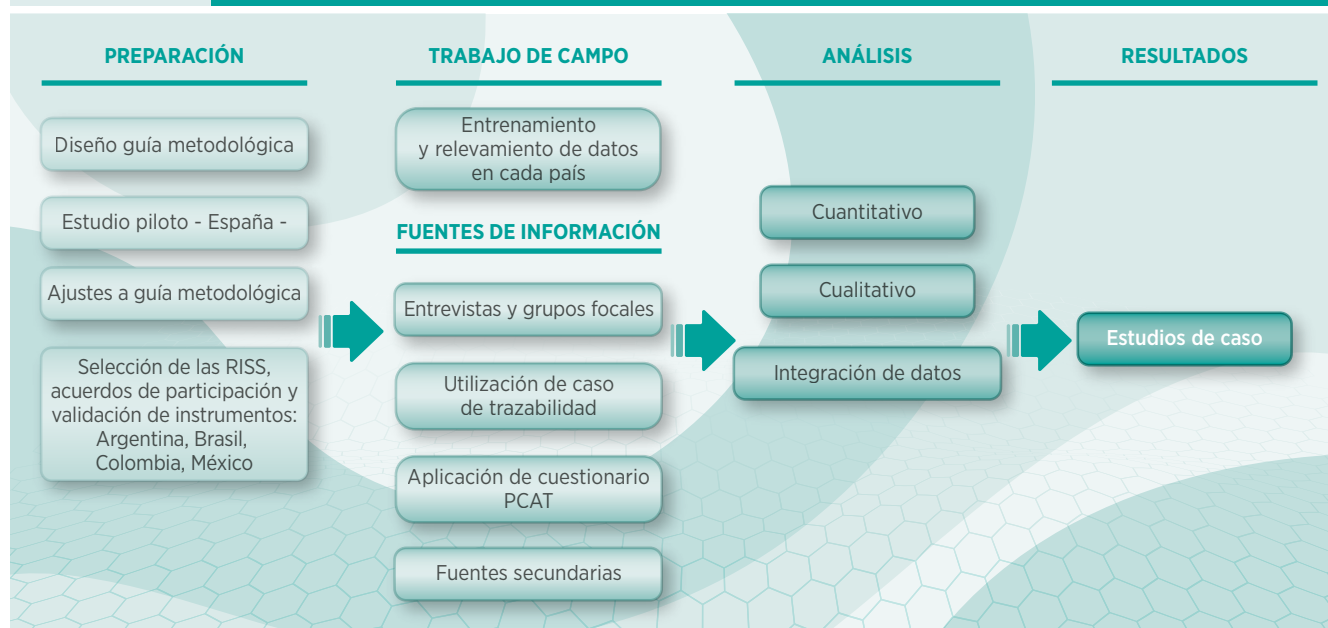 PREPARACIÓN
Diseño guía metodológica
Estudio piloto - España -
Ajustes a guía metodológica
Selección de las RISS,
acuerdos de participación y
validación de instrumentos:
Argentina, Brasil,
Colombia, México
TRABAJO DE CAMPO
Entrenamiento
y relevamiento de datos
en cada país
FUENTES DE INFORMACIÓN
Entrevistas y grupos focales
Utilización de caso
de trazabilidad
Aplicación de cuestionario
PCAT
Fuentes secundarias
ANÁLISIS
Cuantitativo
Cualitativo
Integración de datos
RESULTADOS
Estudios de caso